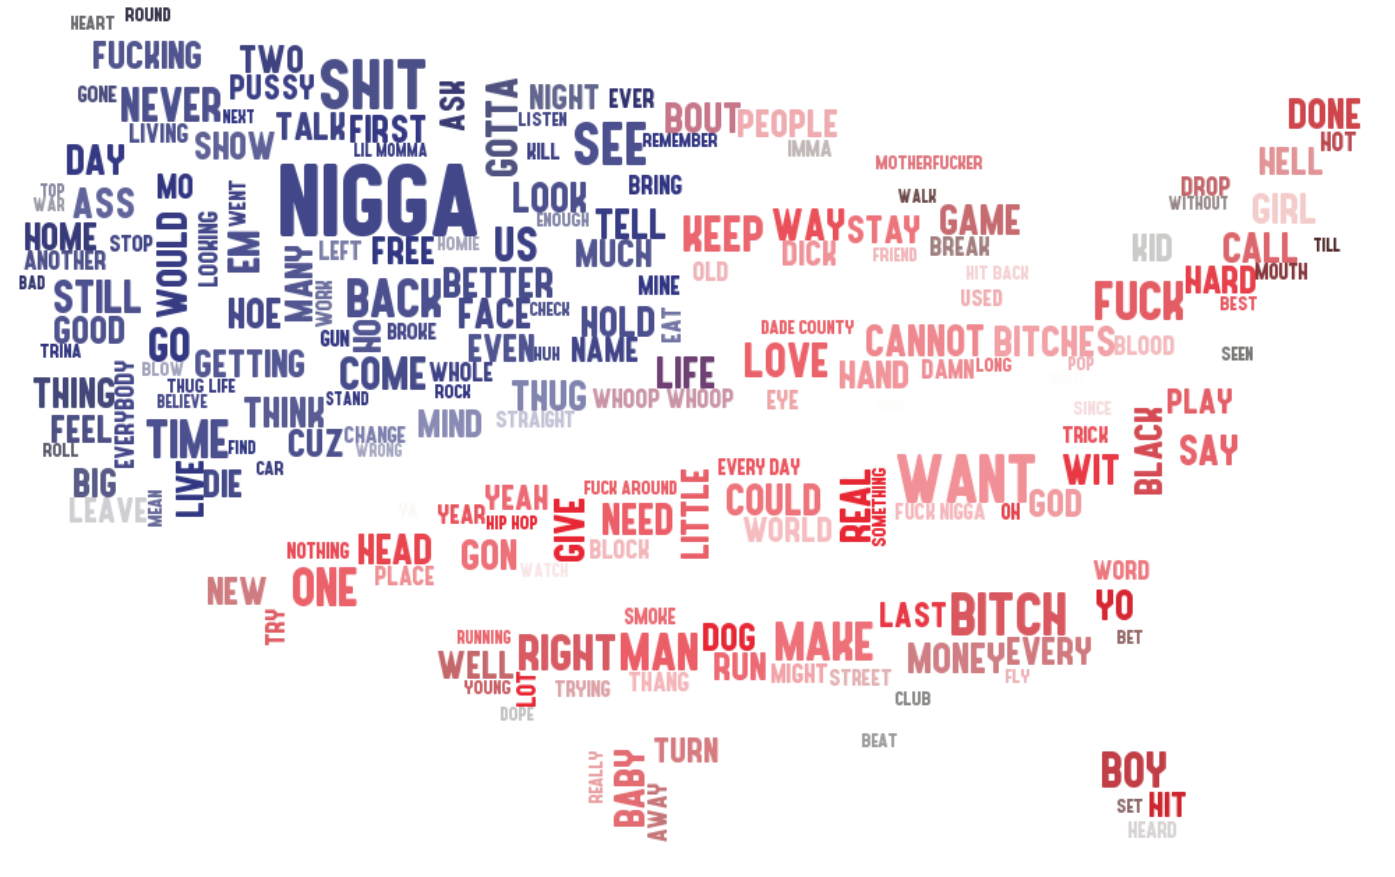 HEART
ROUND
FUCKING
TWO
PUSSY
SHIT
ASK
GOTTA
NIGHT
EVER
GONE
NEVER
NEXT
LISTEN
BOUT
PEOPLE
DONE
HOT
LIVING
SHOW
TALK
FIRST
LIL MOMMA
KILL
SEE
REMEMBER
IMMA
HELL
DAY
MOTHERFUCKER
TOP
WAR
ASS
MO
WENT
NIGGA
LOOK
BRING
WALK
DROP
WITHOUT
GIRL
ENOUGH
TELL
KEEP
WAY
STAY
GAME
HOME
STOP
WOULD
LOOKING
EM
MANY
LEFT
FREE
HOMIE
US
MUCH
DICK
FRIEND
BREAK
KID
CALL
TILL
ANOTHER
OLD
HIT BACK
MOUTH
BAD
STILL
HOE
WORK
BACK
BETTER
MINE
USED
FUCK
HARD
BEST
FACE
CHECK
HOLD
EAT
GOOD
GO
GUN
HO
BROKE
DADE COUNTY
CANNOT
BITCHES
BLOOD
TRINA
EVEN
HUH
NAME
LOVE
SEEN
BLOW
GETTING
COME
WHOLE
LIFE
HAND
DAMN
LONG
POP
THING
EVERYBODY
THUG LIFE
BELIEVE
STAND
ROCK
THUG
WHOOP WHOOP
EYE
SINCE
PLAY
THINK
MIND
STRAIGHT
FEEL
TIME
FIND
CUZ
CHANGE
WRONG
TRICK
BLACK
SAY
ROLL
CAR
EVERY DAY
WANT
WIT
BIG
LIVE
DIE
LEAVE
MEAN
YA
YEAR
YEAH
HIP HOP
GIVE
FUCK AROUND
NEED
LITTLE
COULD
WORLD
REAL
SOMETHING
FUCK NIGGA
OH
GOD
NOTHING
HEAD
GON
BLOCK
PLACE
WATCH
WORD
NEW
ONE
TRY
SMOKE
LAST
BITCH
YO
RUNNING
RIGHT
MAN
DOG
MAKE
BET
WELL
RUN
MIGHT
STREET
MONEY
EVERY
YOUNG
LOT
TRYING
THANG
FLY
DOPE
CLUB
BEAT
REALLY
BABY
TURN
AWAY
BOY
SET
HIT
HEARD